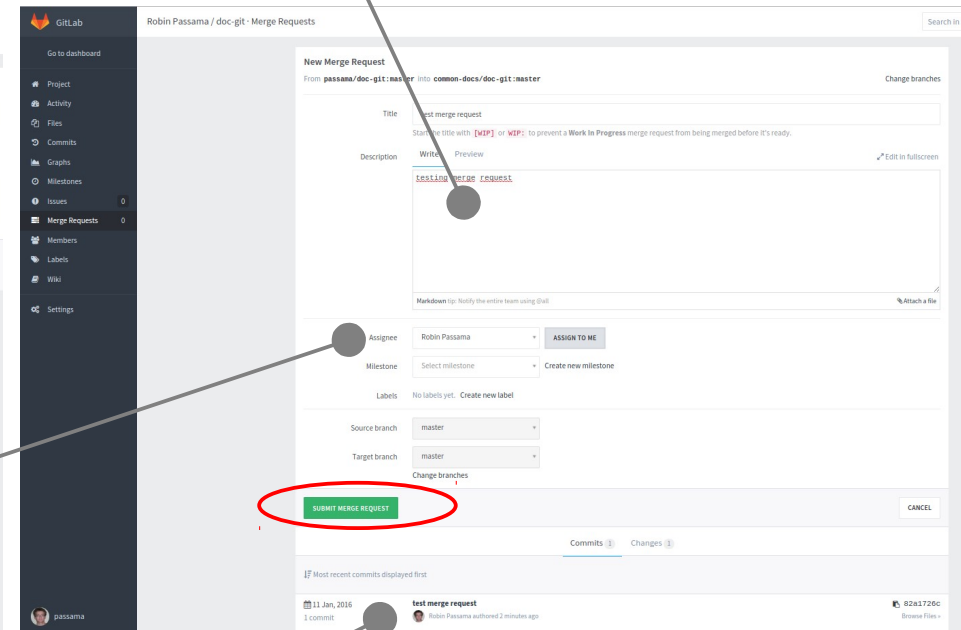 GitLab
Robin Passama / doc-git · Merge Requests
Search in
Go to dashboard
Project
Activity
Files
Commits
Graphs
Milestones
Issues 0
Merge Requests 0
Members
Labels
Wiki
Settings
passama
New Merge Request
From passama/doc-git:master into common-docs/doc-git:master
Change branches
Title
test merge request
Start the title with [WIP] or WIP: to prevent a Work In Progress merge request from being merged before it's ready.
Description
Write Preview
Edit in fullscreen
testing merge request
Markdown tip: Notify the entire team using @all
Attach a file
Assignee
Robin Passama
ASSIGN TO ME
Milestone
Select milestone
Create new milestone
Labels
No labels yet. Create new label
Source branch
master
Target branch
master
Change branches
SUBMIT MERGE REQUEST
CANCEL
Commits 1 Changes 1
Most recent commits displayed first
11 Jan, 2016
1 commit
test merge request
Robin Passama authored 2 minutes ago
82a1726c
Browse Files »